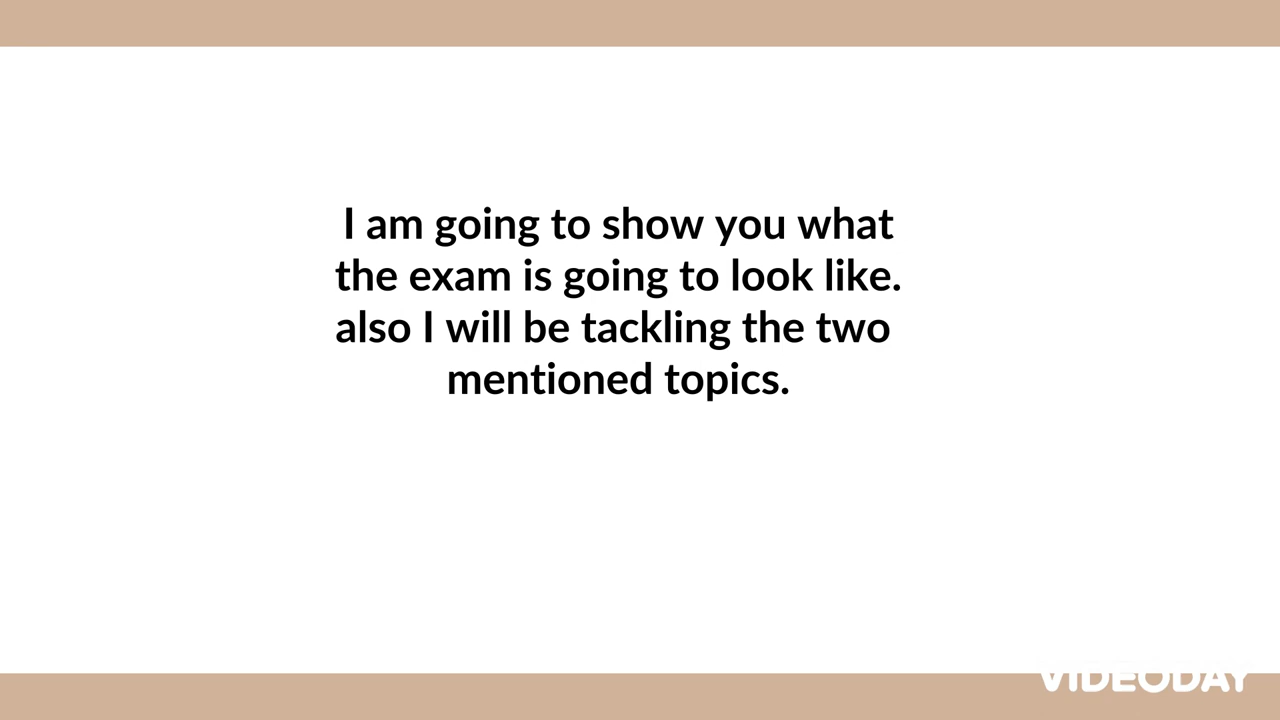 I am going to show you what
the exam is going to look like.
also I will be tackling the two
mentioned topics.
VIDEODAY